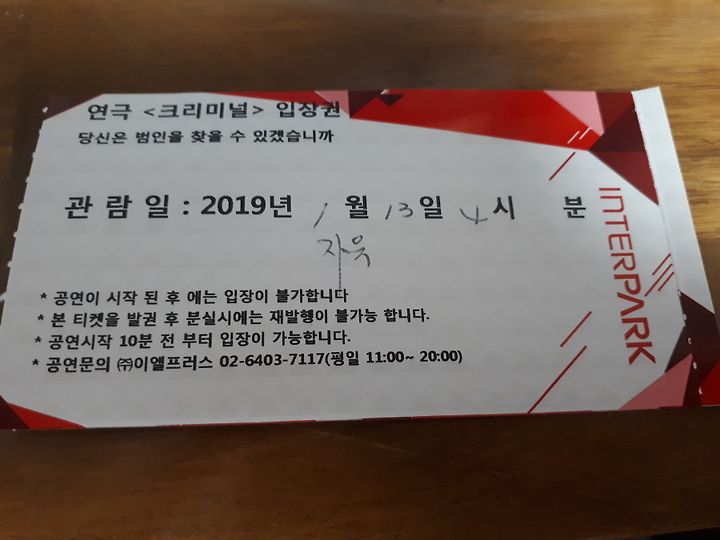 연극 <크리미널> 입장권
당신은 범인을 찾을 수 있겠습니까
관 람 일 : 2019년 1 월 13일 4시 분
자윳
* 공연이 시작 된 후 에는 입장이 불가합니다
* 본 티켓을 발권 후 분실시에는 재발행이 불가능 합니다.
* 공연시작 10분 전 부터 입장이 가능합니다.
* 공연문의 ㈜이엘프러스 02-6403-7117(평일 11:00~ 20:00)
INTERPARK